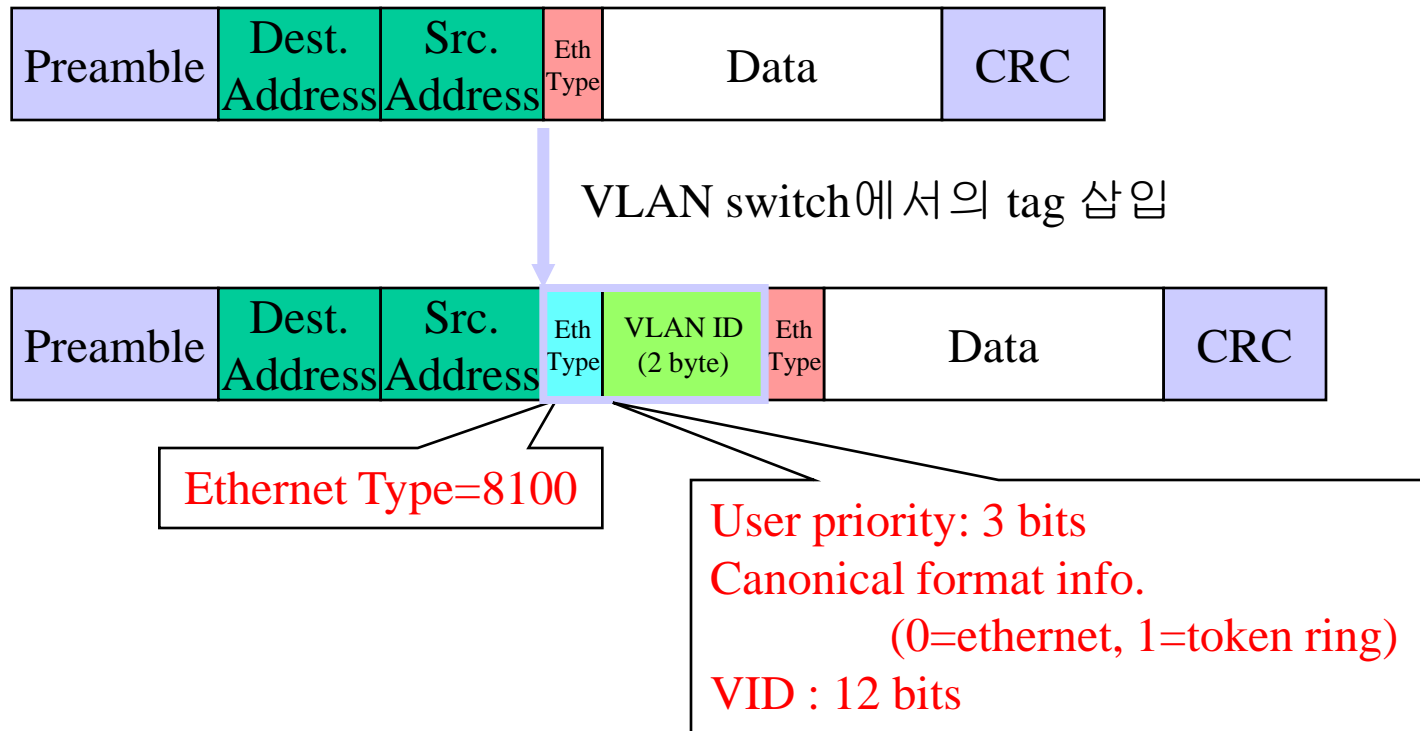 Preamble
Dest.
Address
Src.
Address
Eth
Type
Data
CRC
VLAN switch에서의 tag 삽입
Preamble
Dest.
Address
Src.
Address
Eth
Type
VLAN ID
(2 byte)
Eth
Type
Data
CRC
Ethernet Type=8100
User priority: 3 bits
Canonical format info.
(0=ethernet, 1=token ring)
VID : 12 bits